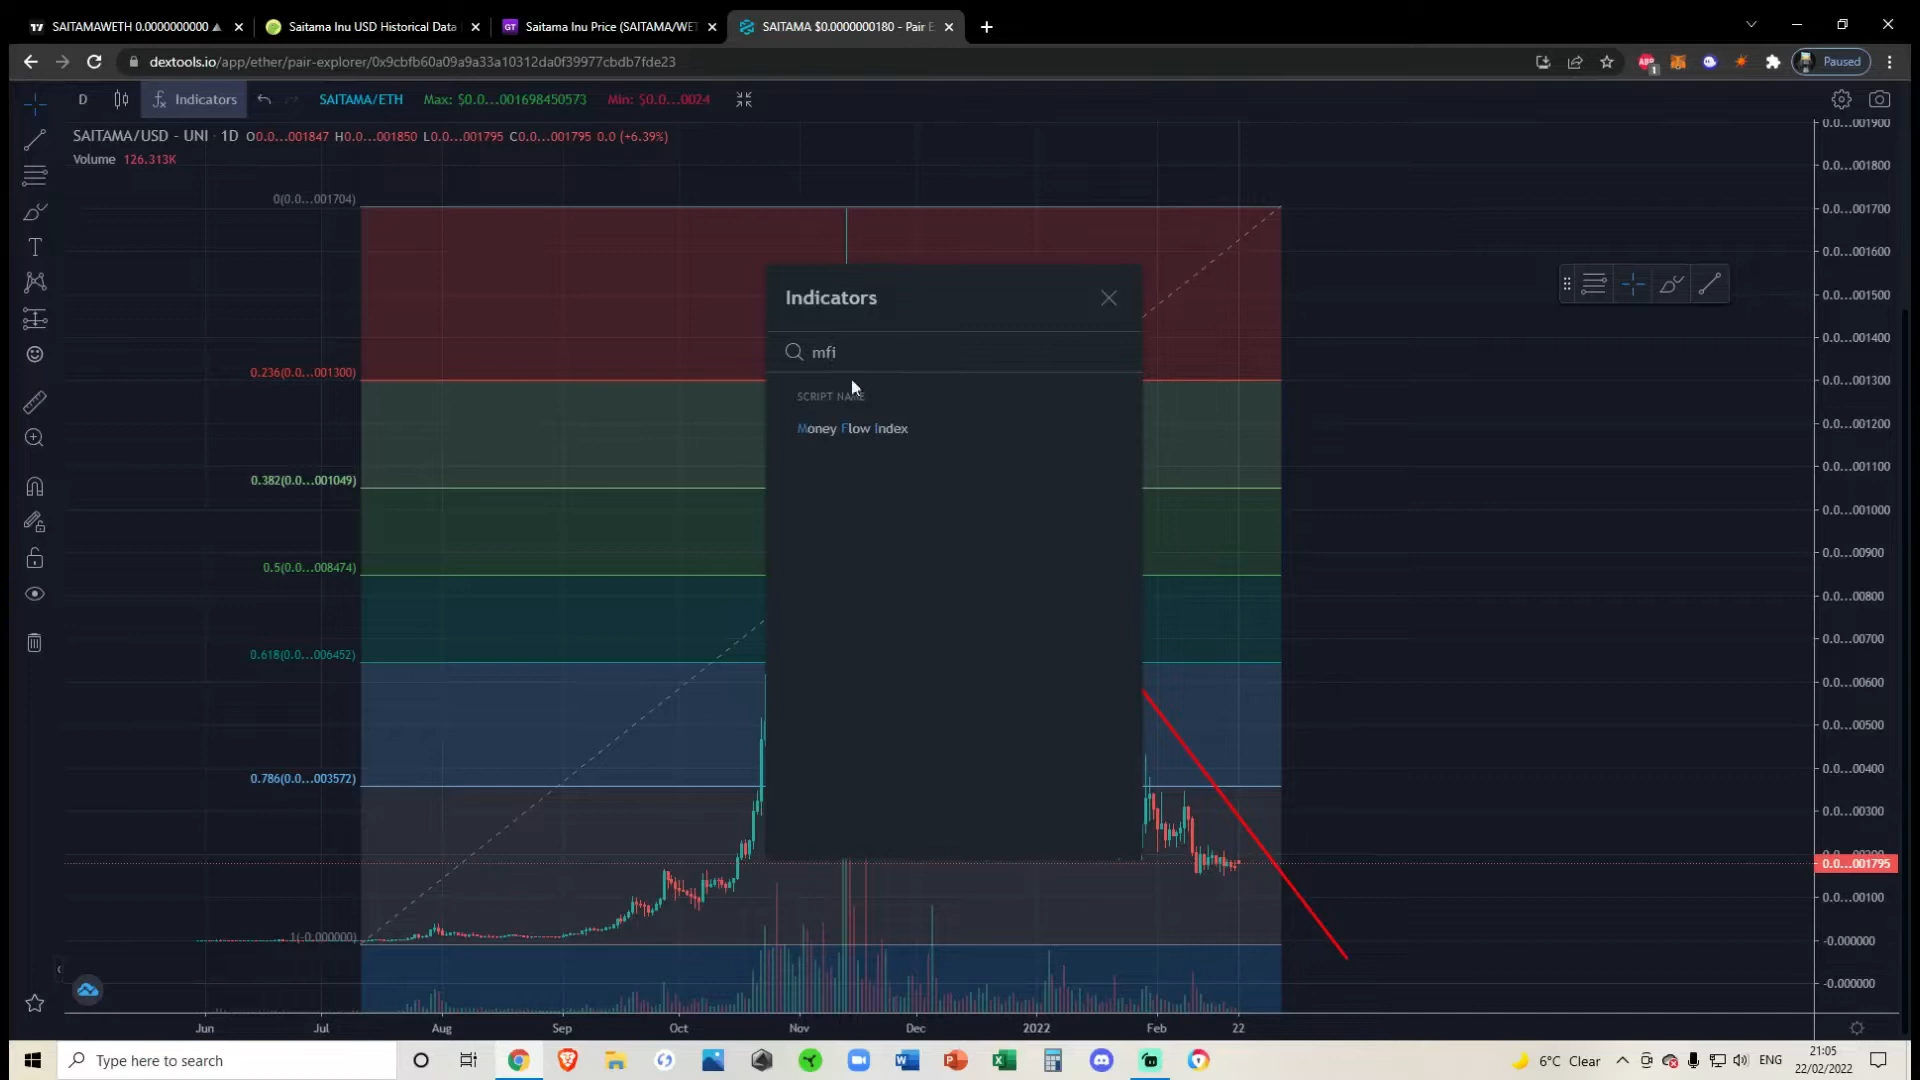 SAITAMAWETH 0.0000000000 ▲
Saitama Inu USD Historical Data
GT Saitama Inu Price (SAITAMA/WET
SAITAMA $0.0000000180 - Pair E
dextools.io/app/ether/pair-explorer/0x9cbfb60a09a9a33a10312da0f39977cbdb7fde23
Paused
D
Indicators
SAITAMA/ETH
Max: $0.0...001698450573
Min: $0.0...0024
SAITAMA/USD - UNI · 1D O0.0...001847 H0.0...001850 L0.0...001795 C0.0...001795 0.0 (+6.39%)
Volume 126.313K
0(0.0...001704)
0.236(0.0...001300)
0.382(0.0...001049)
0.5(0.0...008474)
0.618(0.0...006452)
0.786(0.0...003572)
1(-0.000000)
Indicators
mfi
SCRIPT NAME
Money Flow Index
0.0...001900
0.0...001800
0.0...001700
0.0...001600
0.0...001500
0.0...001400
0.0...001300
0.0...001200
0.0...001100
0.0...001000
0.0...00900
0.0...00800
0.0...00700
0.0...00600
0.0...00500
0.0...00400
0.0...00300
0.0...001795
0.0...00100
-0.000000
-0.000000
Jun Jul Aug Sep Oct Nov Dec 2022 Feb 22
Type here to search
6°C Clear
ENG
21:05
22/02/2022